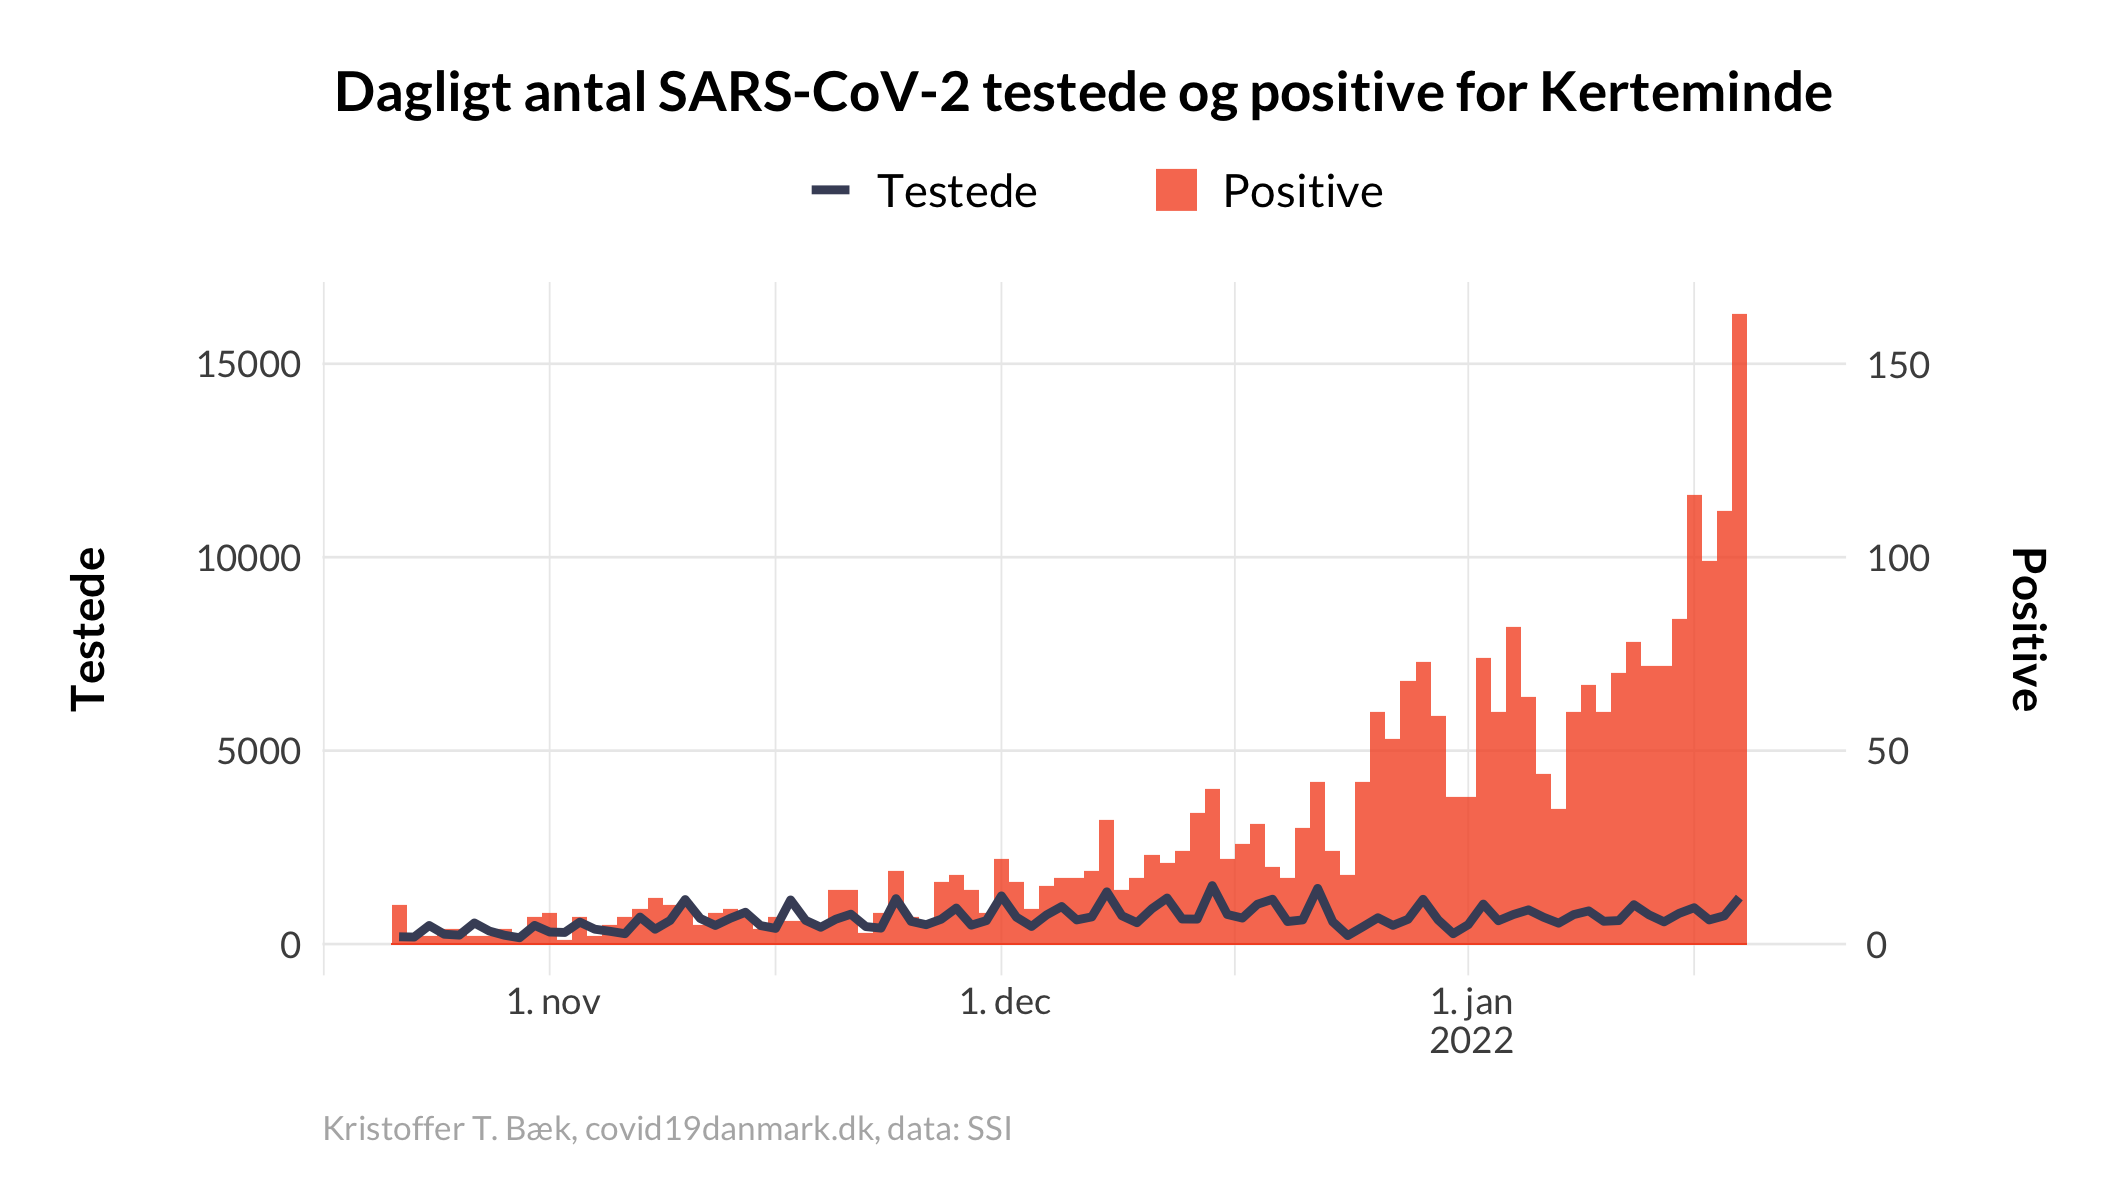 Dagligt antal SARS-CoV-2 testede og positive for Kerteminde
Testede
Positive
Testede
15000
10000
5000
0
150
100
50
0
Positive
1. nov
1. dec
1. jan
2022
Kristoffer T. Bæk, covid19danmark.dk, data: SSI